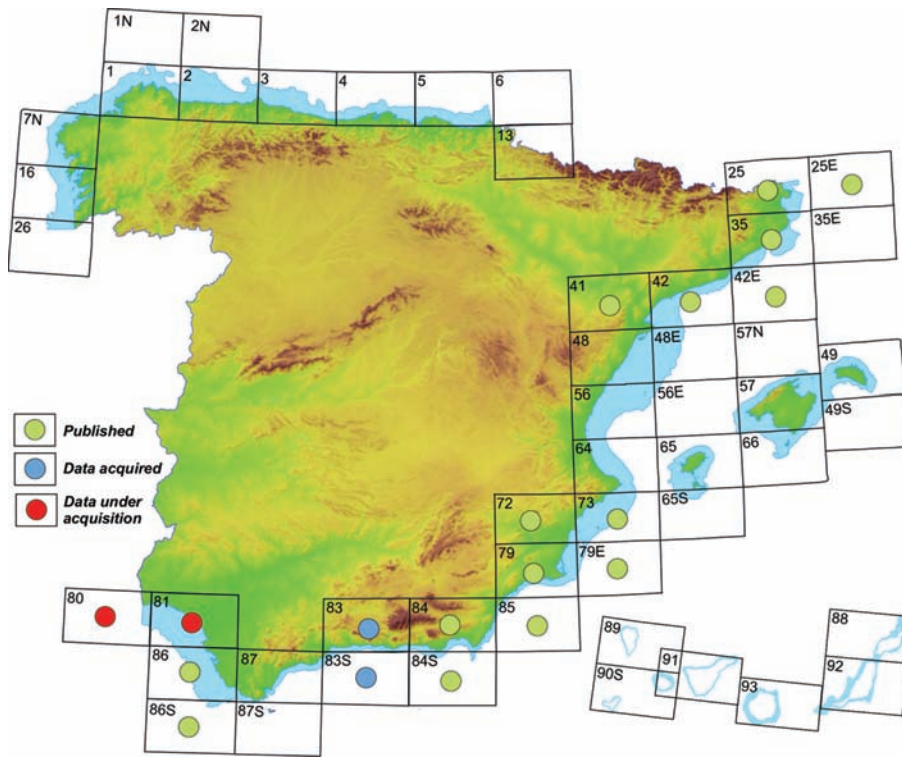 1N
2N
1
2
3
4
5
6
7N
13
16
25
25E
26
35
35E
41
42
42E
48
48E
57N
49
56
56E
57
49S
Published
64
65
66
Data acquired
Data under
acquisition
72
73
65S
79
79E
80
81
83
84
85
86
87
83S
84S
86S
87S
89
88
91
90S
92
93